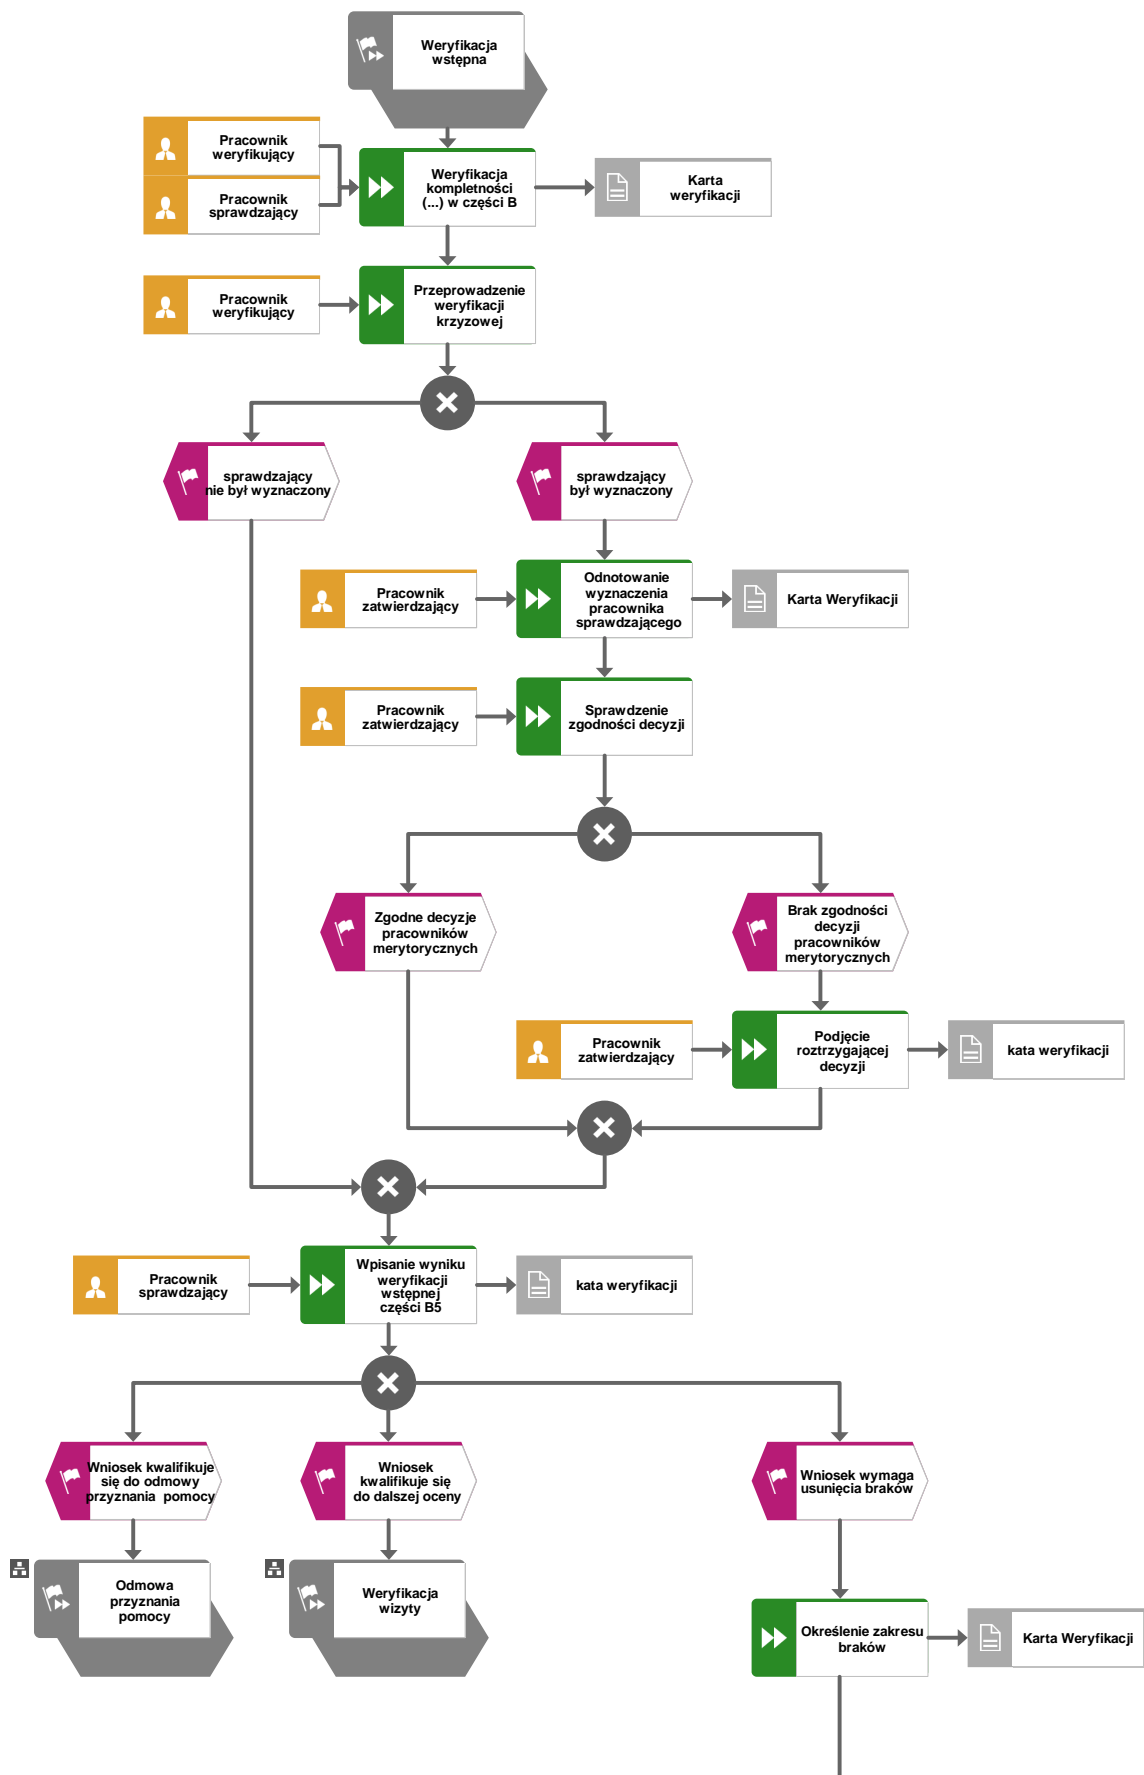 Weryfikacja
wstępna
Pracownik
weryfikujący
Pracownik
sprawdzający
Weryfikacja
kompletności
(...) w części B
Karta
weryfikacji
Pracownik
weryfikujący
Przeprowadzenie
weryfikacji
krzyzowej
sprawdzający
nie był wyznaczony
sprawdzający
był wyznaczony
Pracownik
zatwierdzający
Odnotowanie
wyznaczenia
pracownika
sprawdzającego
Karta Weryfikacji
Pracownik
zatwierdzający
Sprawdzenie
zgodności decyzji
Zgodne decyzje
pracowników
merytorycznych
Brak zgodności
decyzji
pracowników
merytorycznych
Pracownik
zatwierdzający
Podjęcie
roztrzygającej
decyzji
kata weryfikacji
Pracownik
sprawdzający
Wpisanie wyniku
weryfikacji
wstępnej
części B5
kata weryfikacji
Wniosek kwalifikuje
się do odmowy
przyznania  pomocy
Wniosek
kwalifikuje się
do dalszej oceny
Wniosek wymaga
usunięcia braków
Odmowa
przyznania
pomocy
Weryfikacja
wizyty
Określenie zakresu
braków
Karta Weryfikacji